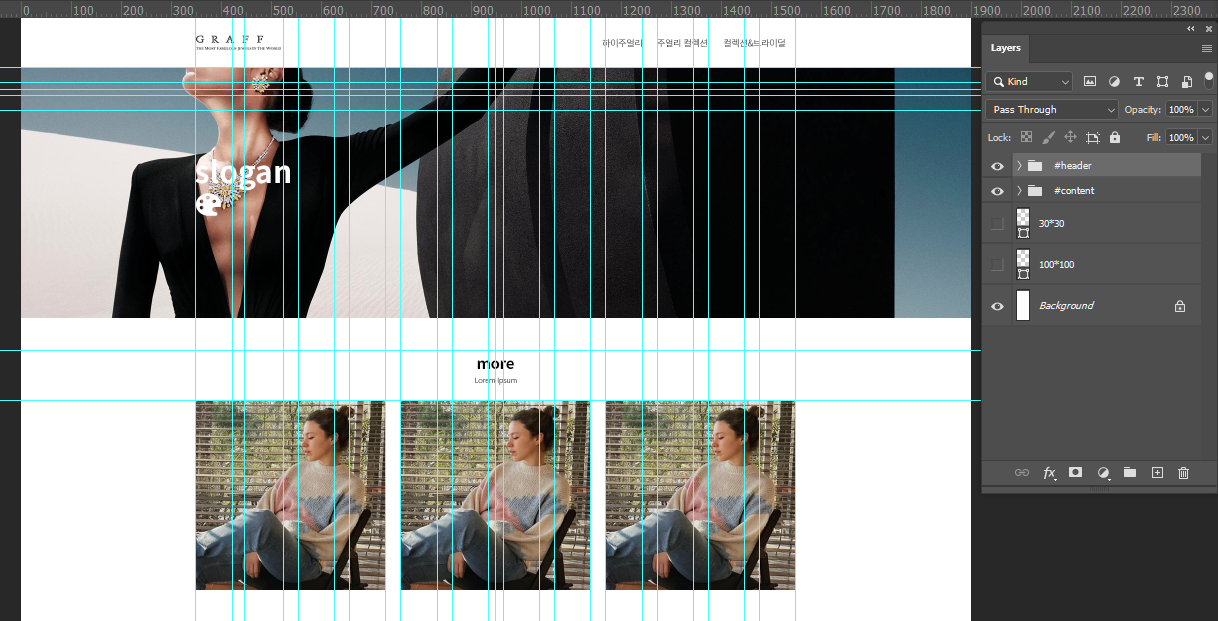 0 100 200 300 400 500 600 700 800 900 1000 1100 1200 1300 1400 1500 1600 1700 1800 1900 2000 2100 2200 2300
GRAFF
The Most Fabulous Jewels In The World
하이주얼리 주얼리 컬렉션 컬렉션&브라이덜
slogan
more
Lorem Ipsum
Layers
Kind
Pass Through Opacity: 100%
Lock: Fill: 100%
#header
#content
30*30
100*100
Background
fx